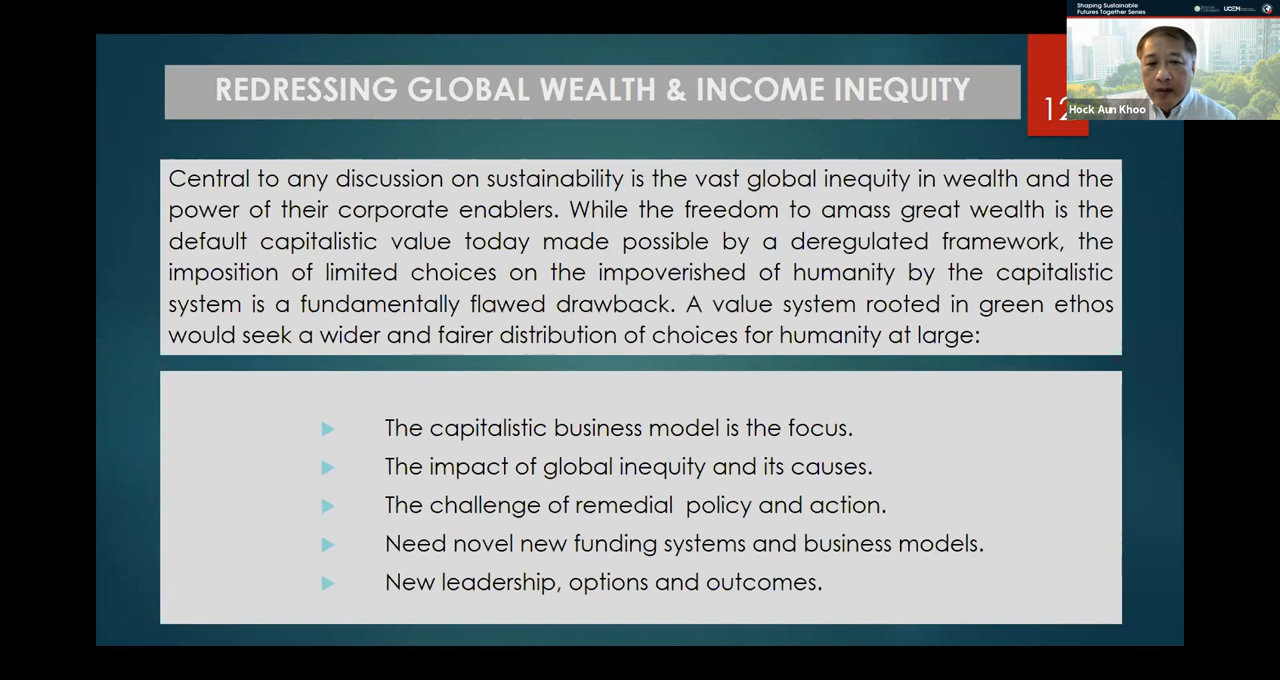 Shaping Sustainable
Futures Together Series
UCEM
REDRESSING GLOBAL WEALTH & INCOME INEQUITY
12
Hock Aun Khoo
Central to any discussion on sustainability is the vast global inequity in wealth and the
power of their corporate enablers. While the freedom to amass great wealth is the
default capitalistic value today made possible by a deregulated framework, the
imposition of limited choices on the impoverished of humanity by the capitalistic
system is a fundamentally flawed drawback. A value system rooted in green ethos
would seek a wider and fairer distribution of choices for humanity at large:
The capitalistic business model is the focus.
The impact of global inequity and its causes.
The challenge of remedial  policy and action.
Need novel new funding systems and business models.
New leadership, options and outcomes.